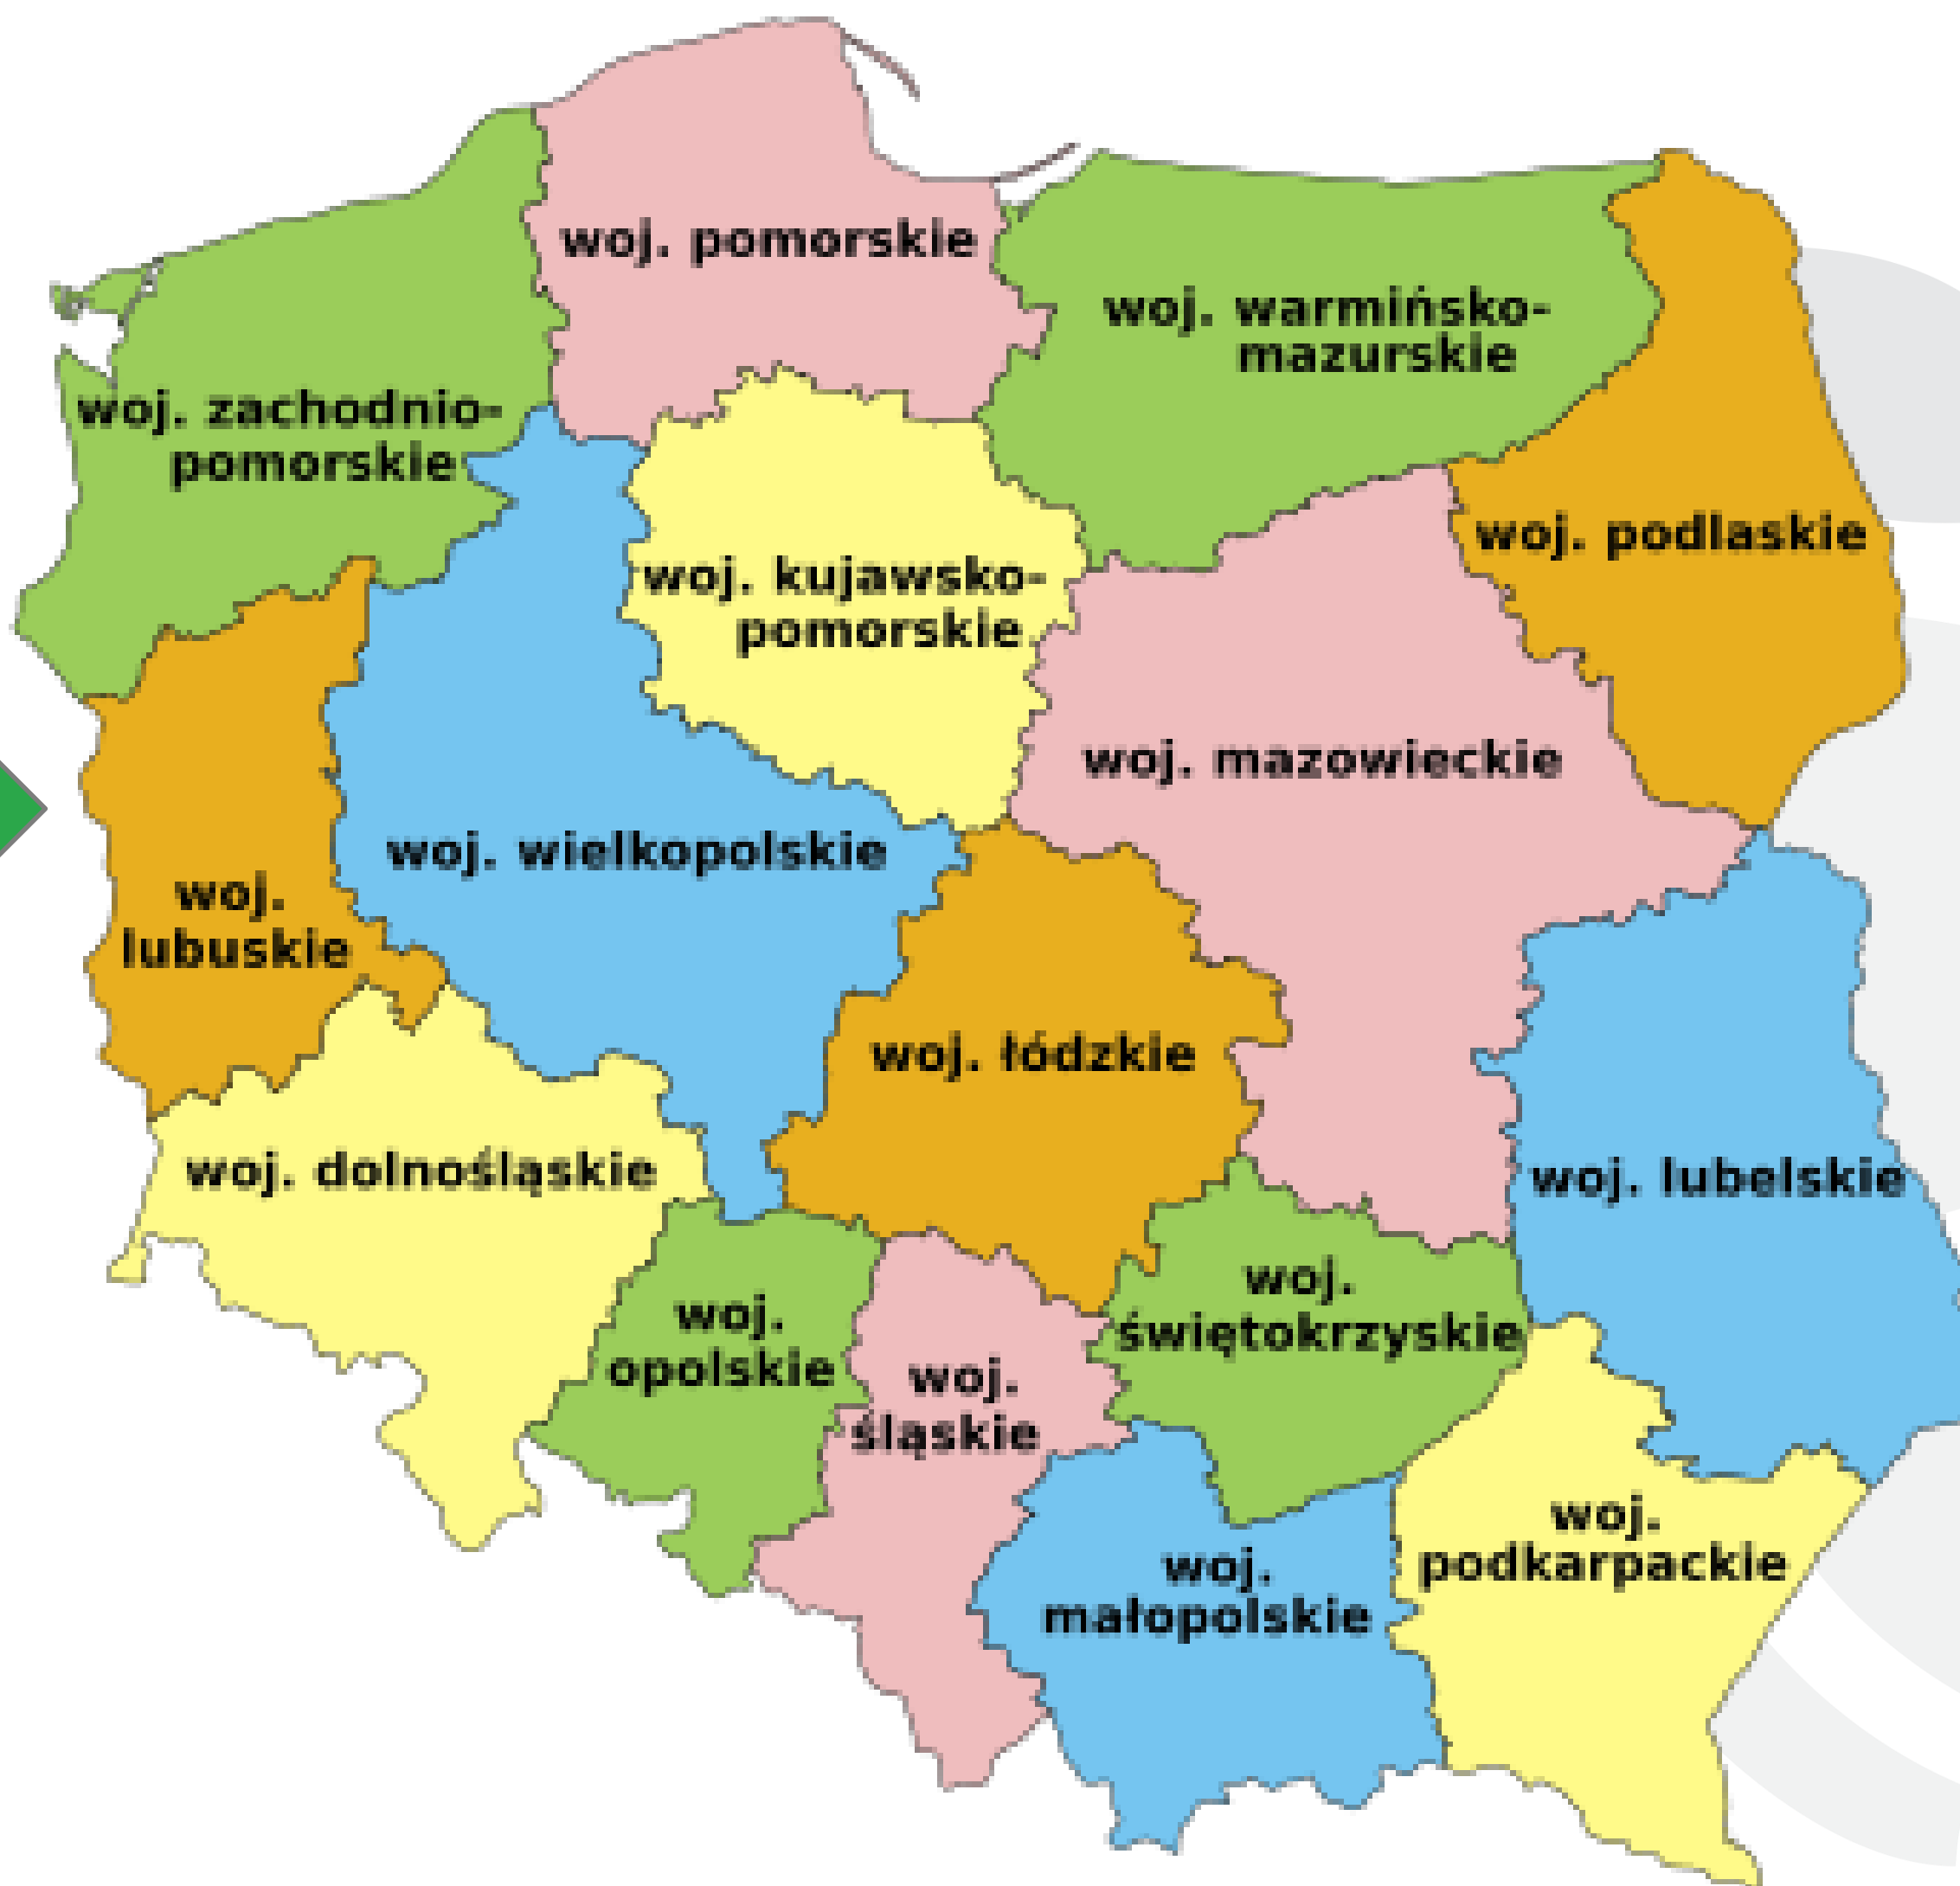 woj. pomorskie
woj. warmińsko-
mazurskie
woj. zachodnio-
pomorskie
woj. podlaskie
woj. kujawsko-
pomorskie
woj. mazowieckie
woj. wielkopolskie
woj.
lubuskie
woj. łódzkie
woj. dolnośląskie
woj. lubelskie
woj.
świętokrzyskie
woj.
opolskie
woj.
śląskie
woj.
podkarpackie
woj.
małopolskie